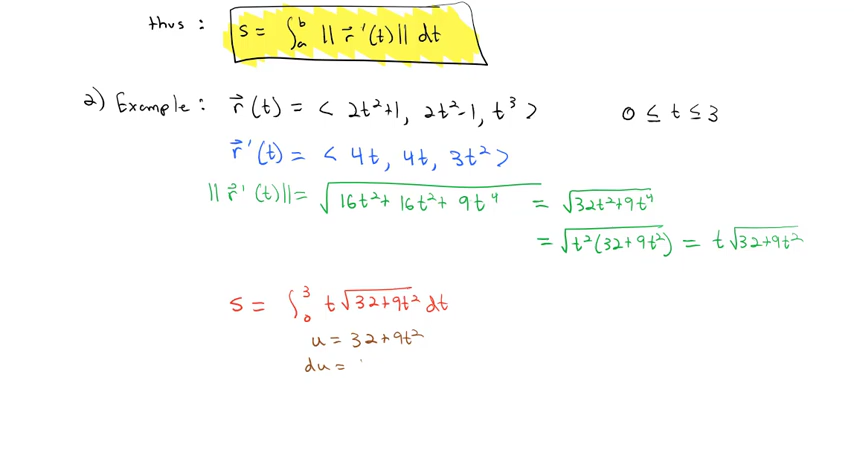 thus : s = ∫ₐᵇ || r⃗ '(t) || dt
2) Example : r⃗ (t) = < 2t²+1, 2t²-1, t³ > 0 ≤ t ≤ 3
r⃗ '(t) = < 4t, 4t, 3t² >
|| r⃗ '(t) || = √(16t² + 16t² + 9t⁴) = √(32t²+9t⁴)
= √(t²(32+9t²)) = t √(32+9t²)
s = ∫₀³ t √(32+9t²) dt
u = 32+9t²
du =